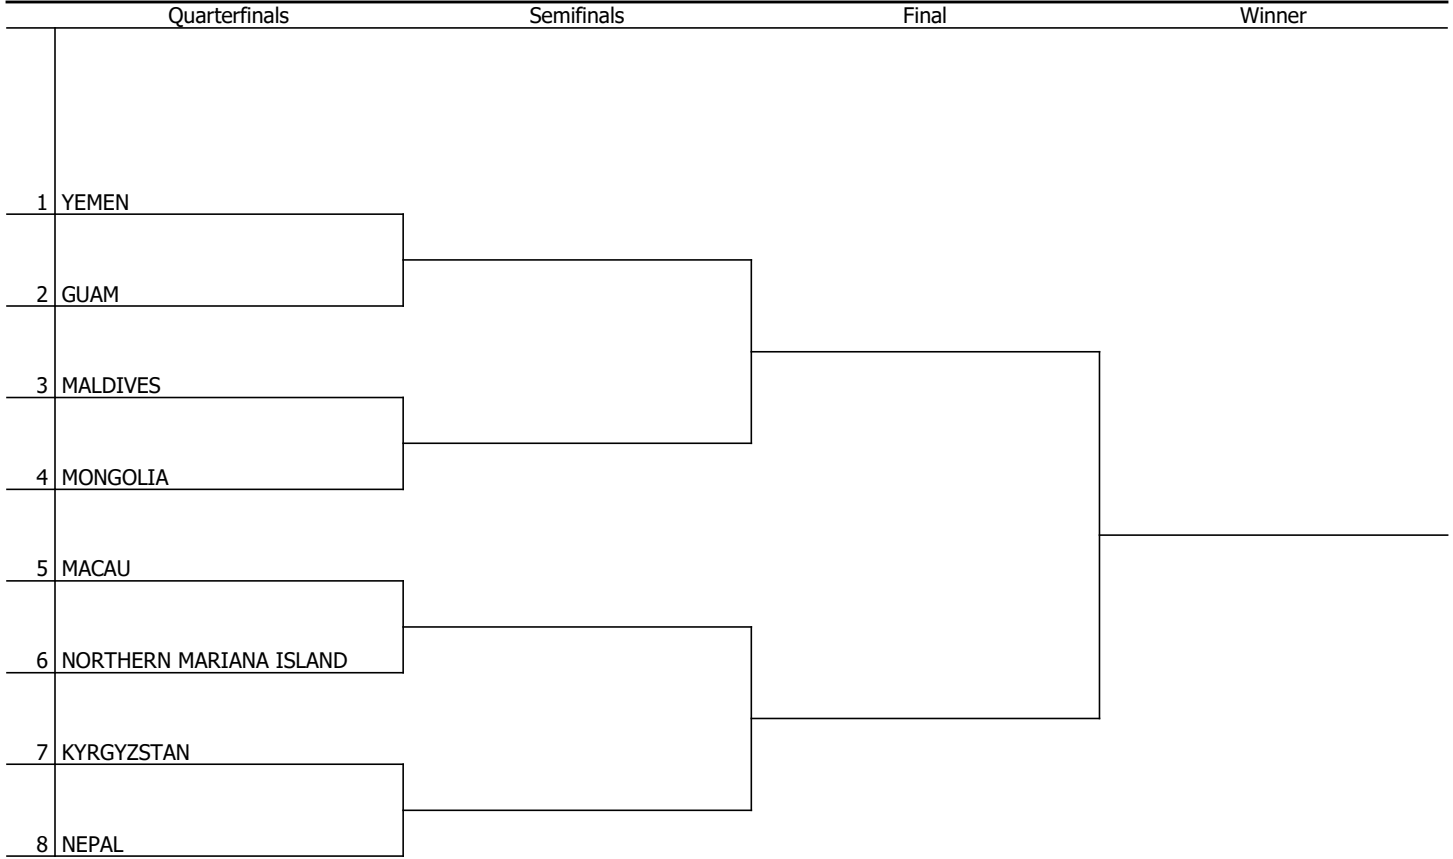 Quarterfinals Semifinals Final Winner
1 YEMEN
2 GUAM
3 MALDIVES
4 MONGOLIA
5 MACAU
6 NORTHERN MARIANA ISLAND
7 KYRGYZSTAN
8 NEPAL